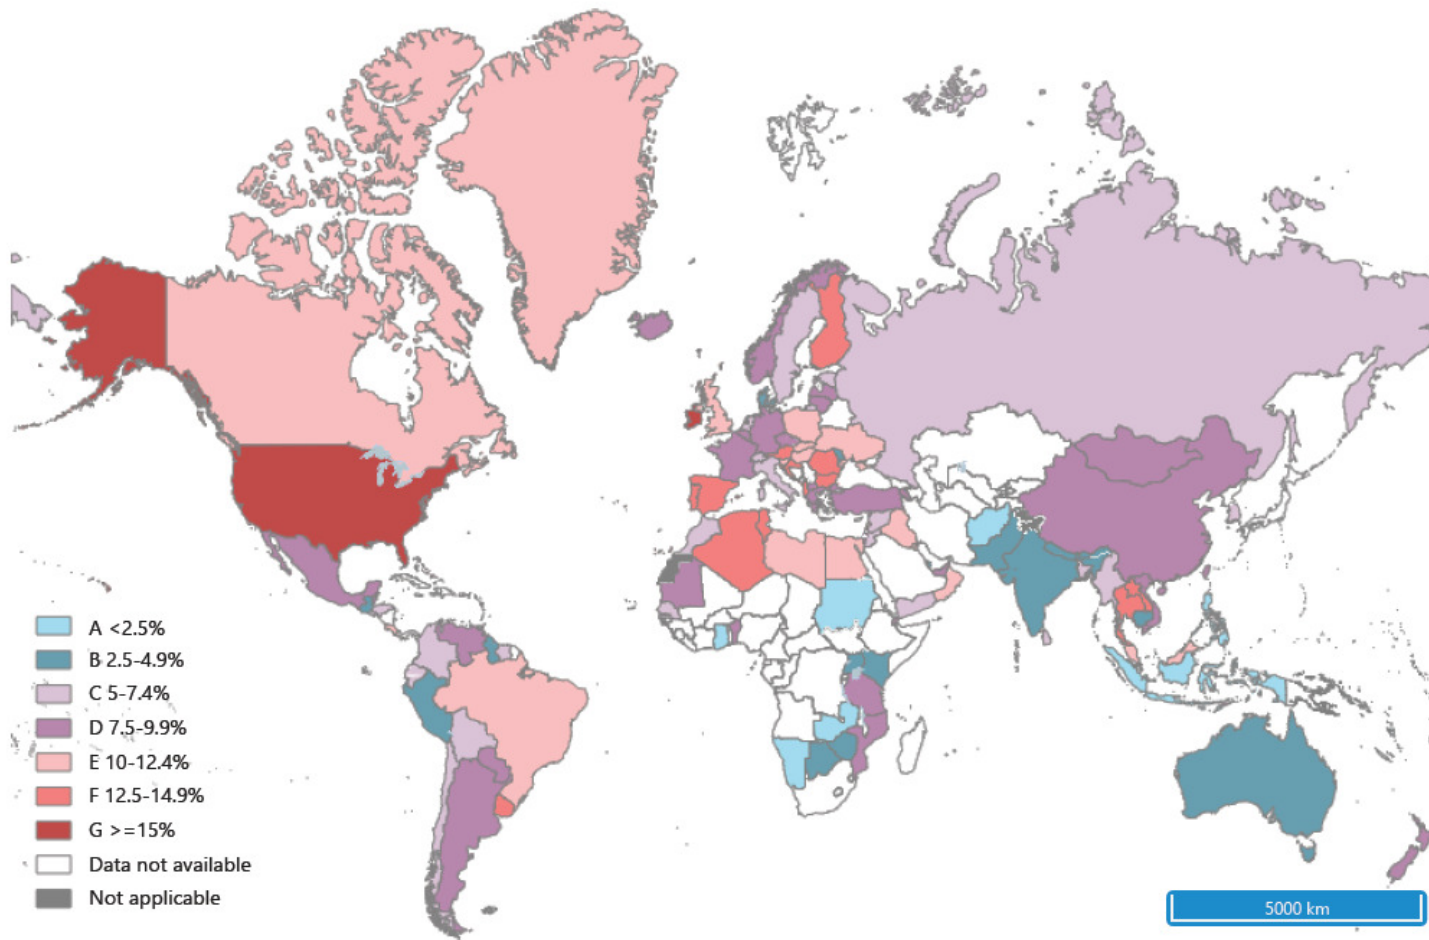 A <2.5%
B 2.5-4.9%
C 5-7.4%
D 7.5-9.9%
E 10-12.4%
F 12.5-14.9%
G >=15%
Data not available
Not applicable
5000 km